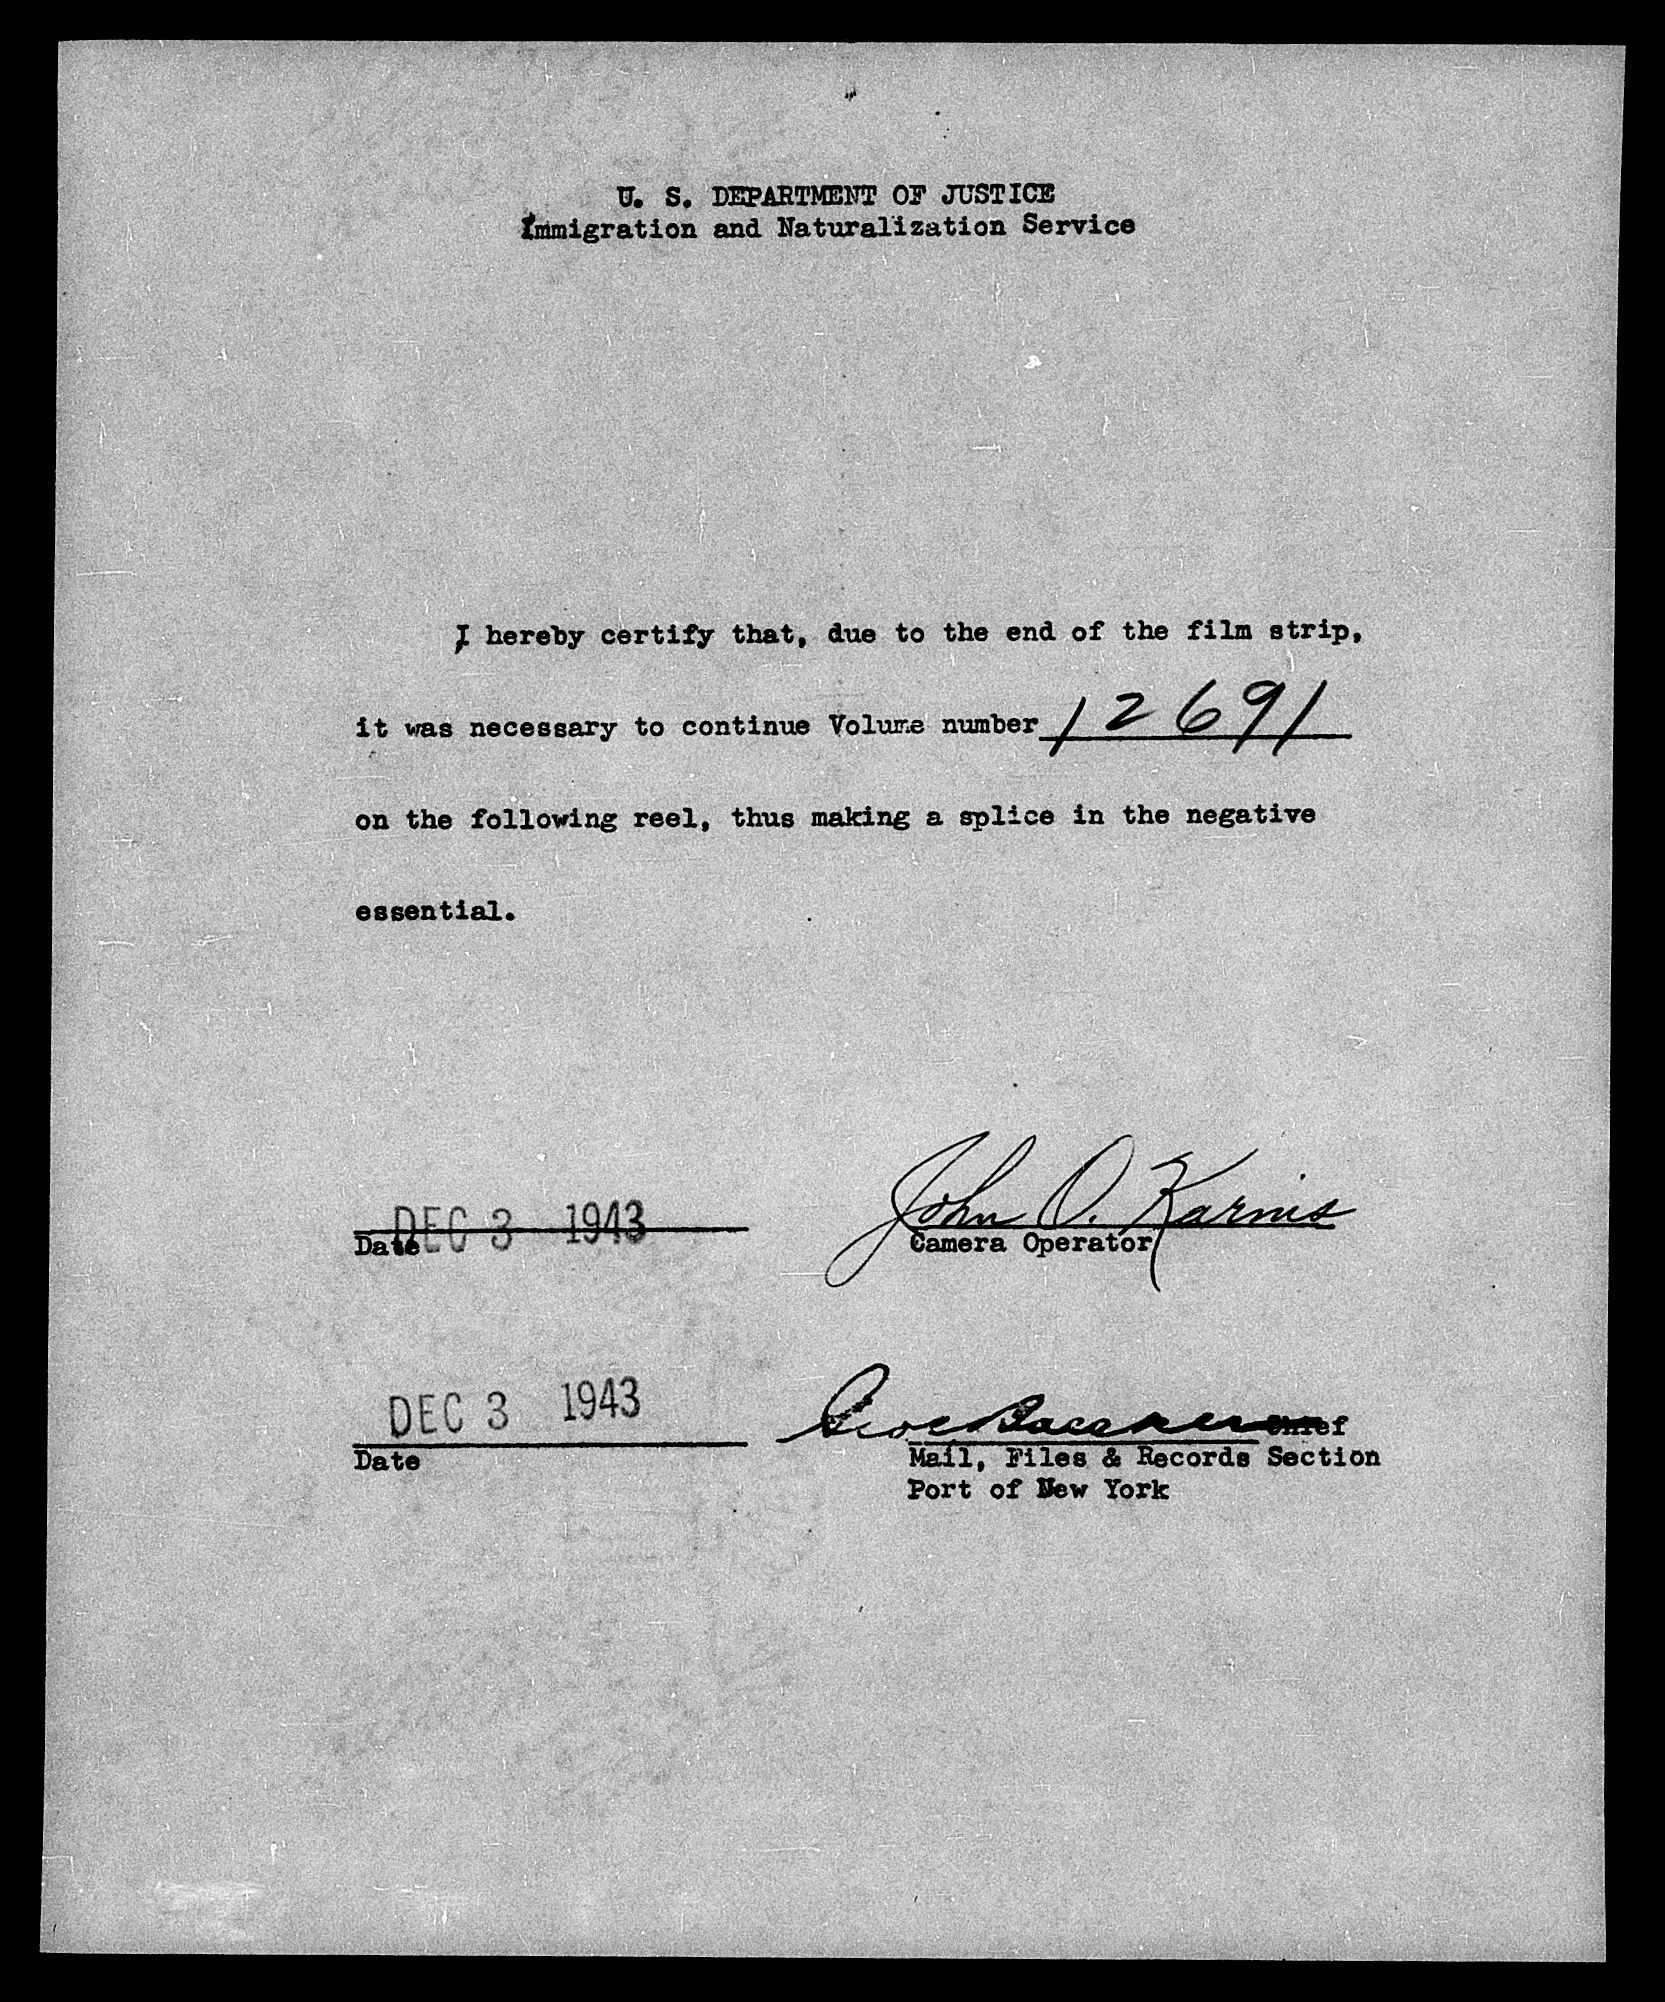 U. S. DEPARTMENT OF JUSTICE
Immigration and Naturalization Service
I hereby certify that, due to the end of the film strip,
it was necessary to continue Volume number 12691
on the following reel, thus making a splice in the negative
essential.
DEC 3 1943
Date
John O. Karnis
Camera Operator
DEC 3 1943
Date
Chief
Mail, Files & Records Section
Port of New York